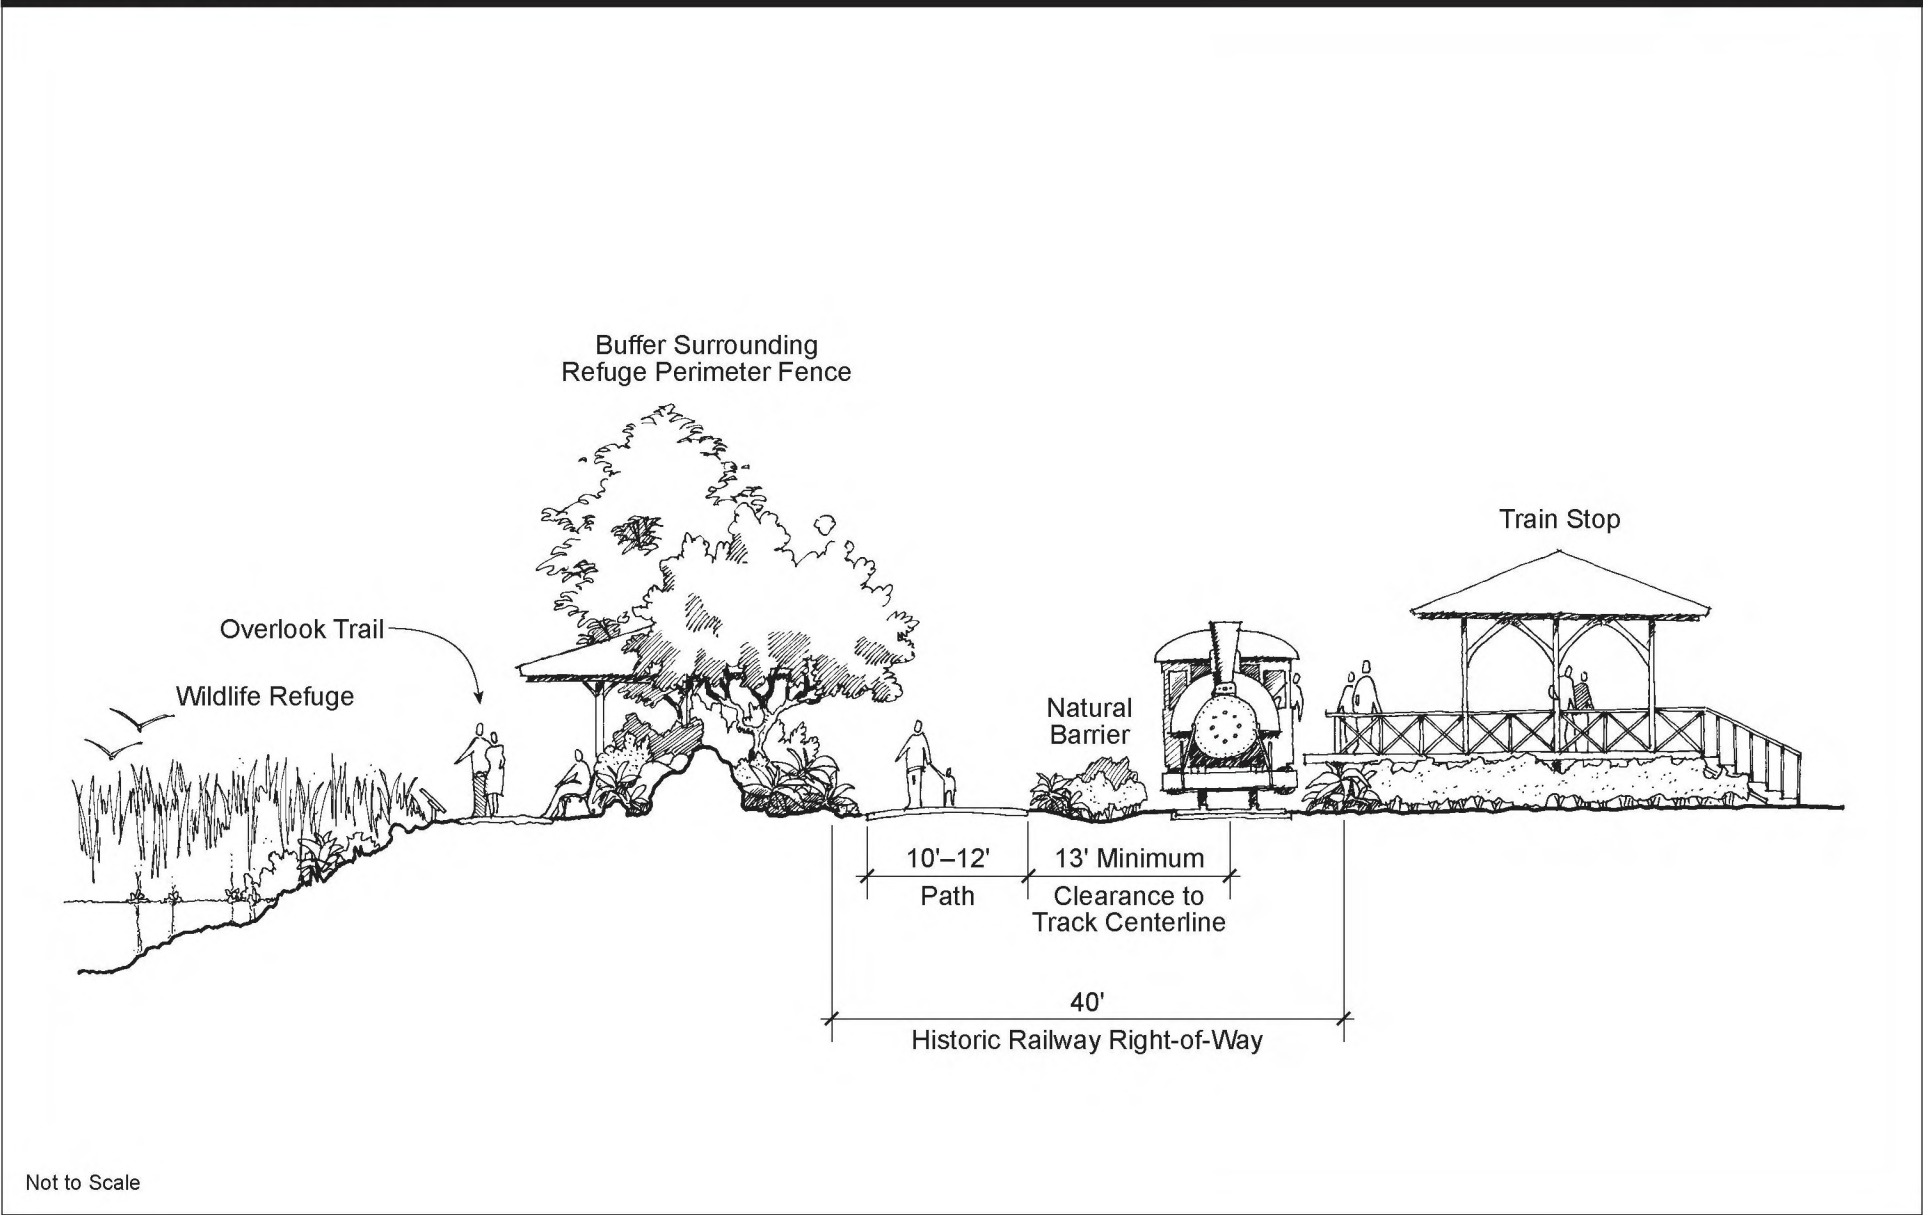 Buffer Surrounding
Refuge Perimeter Fence
Train Stop
Overlook Trail
Wildlife Refuge
Natural
Barrier
10'–12'
Path
13' Minimum
Clearance to
Track Centerline
40'
Historic Railway Right-of-Way
Not to Scale